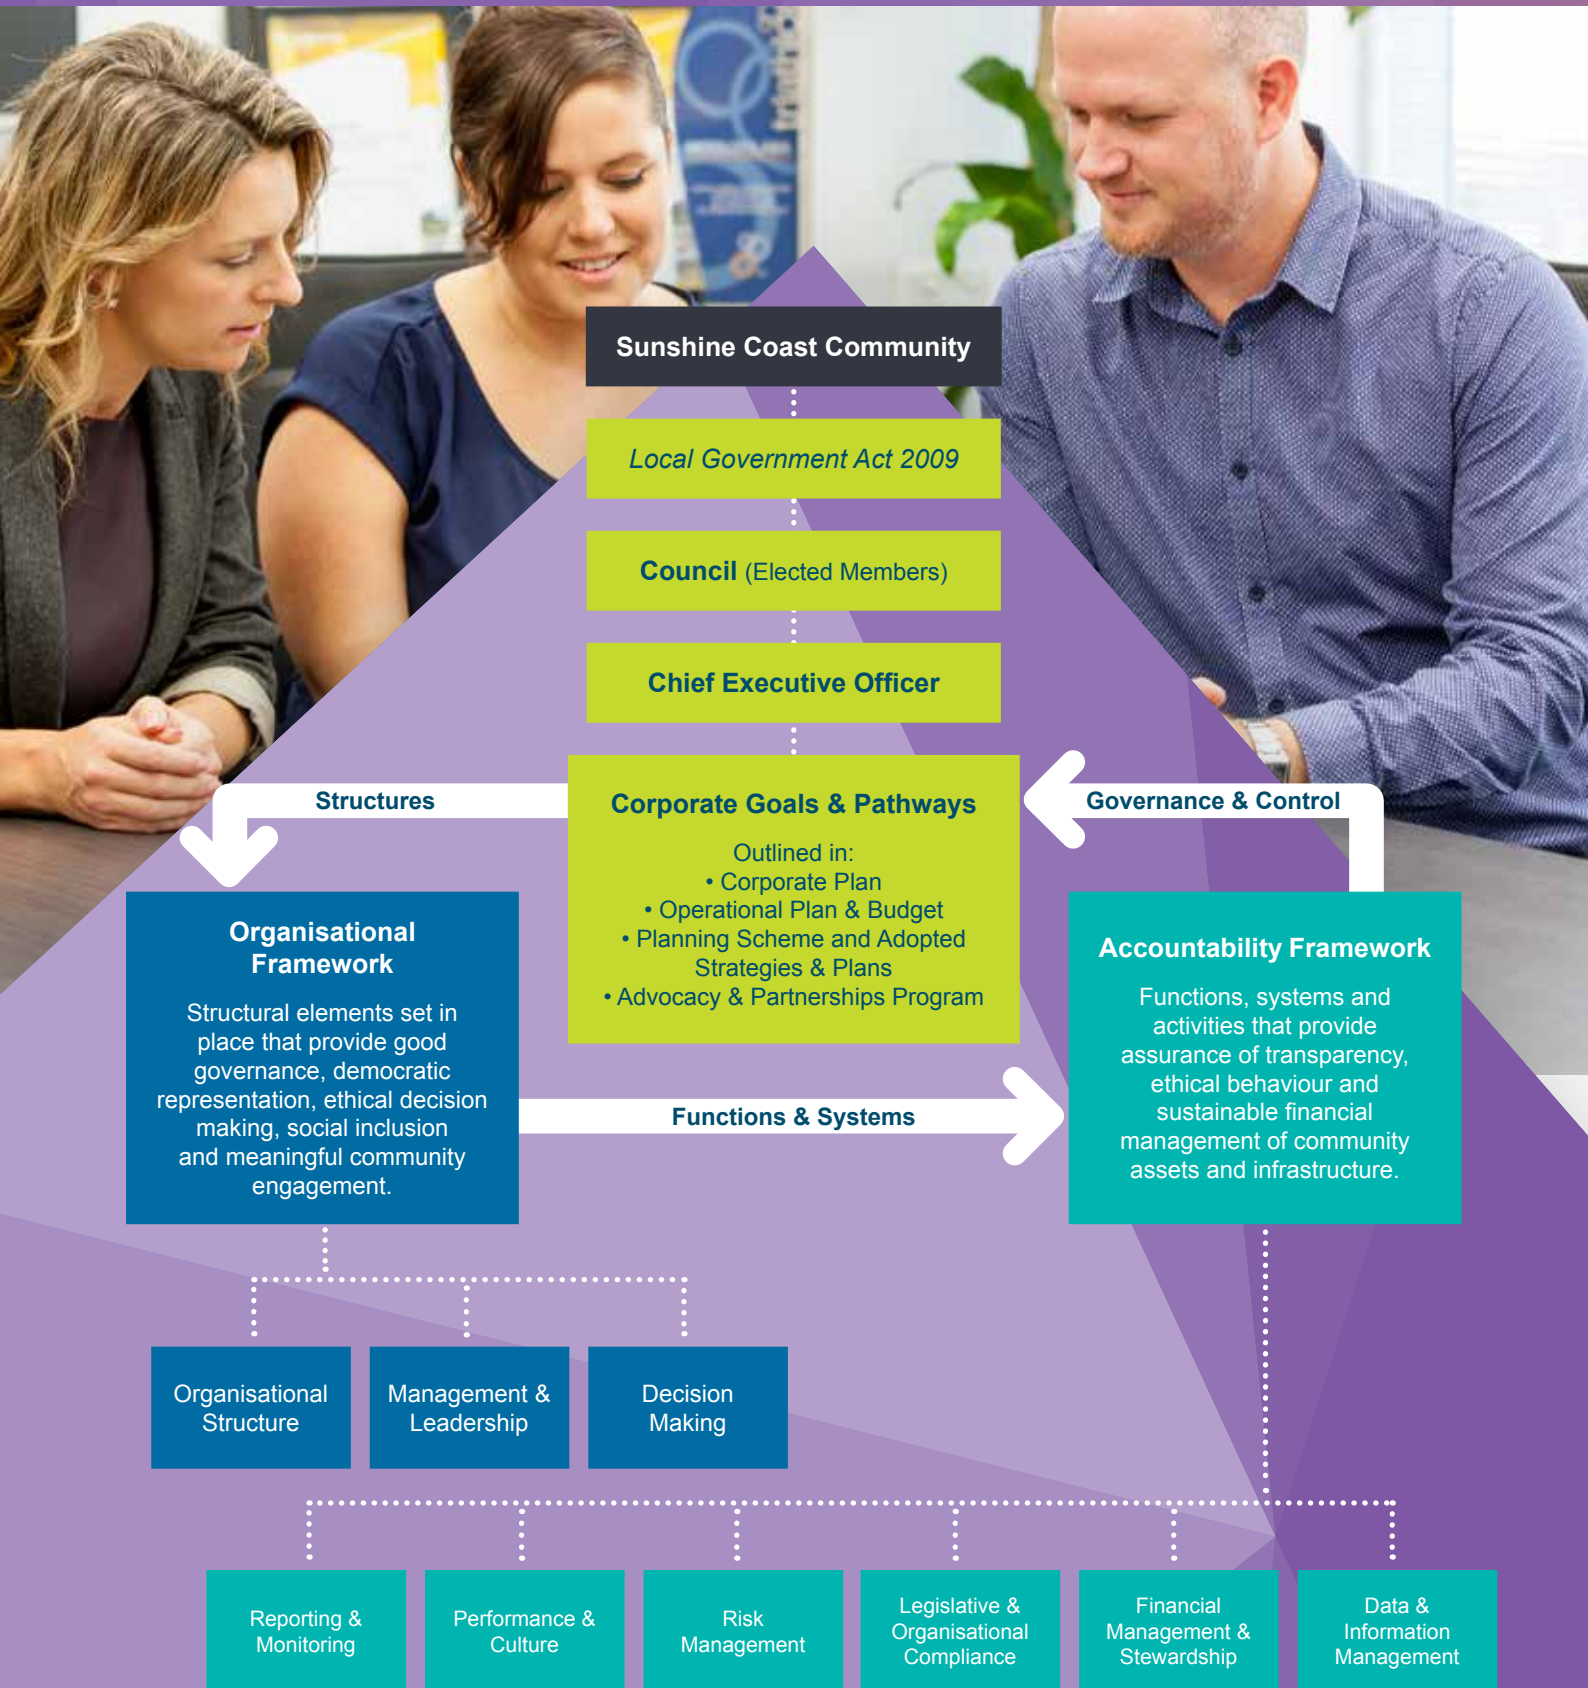 Sunshine Coast Community
Local Government Act 2009
Council (Elected Members)
Chief Executive Officer
Structures
Corporate Goals & Pathways
Outlined in:
• Corporate Plan
• Operational Plan & Budget
• Planning Scheme and Adopted
Strategies & Plans
• Advocacy & Partnerships Program
Governance & Control
Organisational
Framework
Structural elements set in
place that provide good
governance, democratic
representation, ethical decision
making, social inclusion
and meaningful community
engagement.
Functions & Systems
Accountability Framework
Functions, systems and
activities that provide
assurance of transparency,
ethical behaviour and
sustainable financial
management of community
assets and infrastructure.
Organisational
Structure
Management &
Leadership
Decision
Making
Reporting &
Monitoring
Performance &
Culture
Risk
Management
Legislative &
Organisational
Compliance
Financial
Management &
Stewardship
Data &
Information
Management